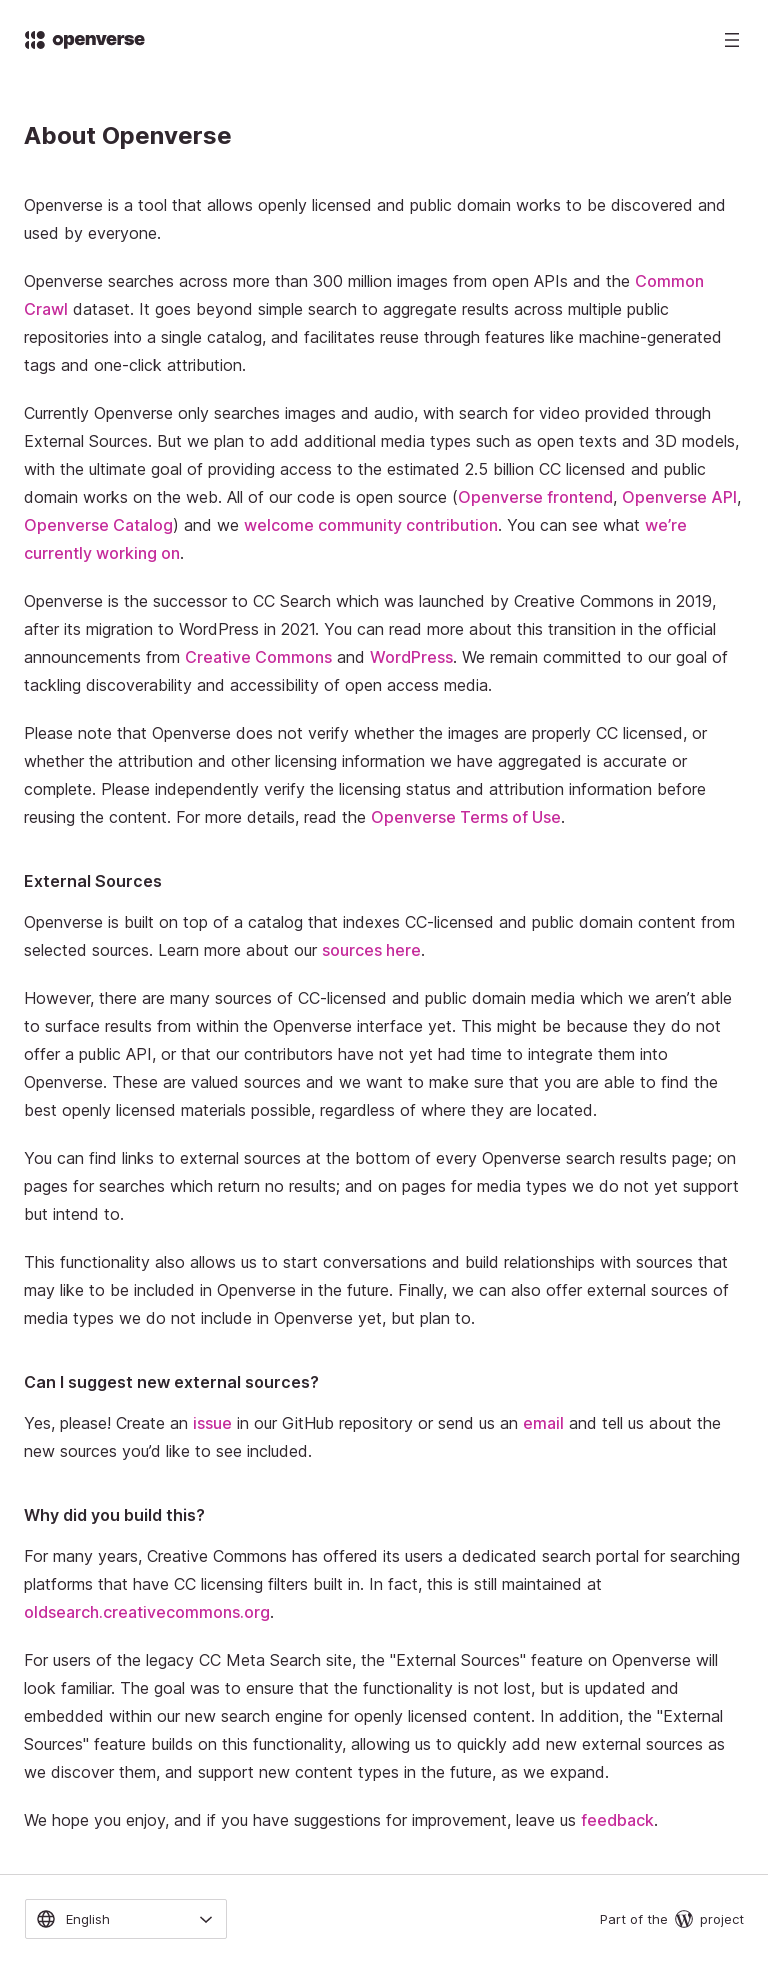 openverse
About Openverse
Openverse is a tool that allows openly licensed and public domain works to be discovered and
used by everyone.
Openverse searches across more than 300 million images from open APIs and the Common
Crawl dataset. It goes beyond simple search to aggregate results across multiple public
repositories into a single catalog, and facilitates reuse through features like machine-generated
tags and one-click attribution.
Currently Openverse only searches images and audio, with search for video provided through
External Sources. But we plan to add additional media types such as open texts and 3D models,
with the ultimate goal of providing access to the estimated 2.5 billion CC licensed and public
domain works on the web. All of our code is open source (Openverse frontend, Openverse API,
Openverse Catalog) and we welcome community contribution. You can see what we’re
currently working on.
Openverse is the successor to CC Search which was launched by Creative Commons in 2019,
after its migration to WordPress in 2021. You can read more about this transition in the official
announcements from Creative Commons and WordPress. We remain committed to our goal of
tackling discoverability and accessibility of open access media.
Please note that Openverse does not verify whether the images are properly CC licensed, or
whether the attribution and other licensing information we have aggregated is accurate or
complete. Please independently verify the licensing status and attribution information before
reusing the content. For more details, read the Openverse Terms of Use.
External Sources
Openverse is built on top of a catalog that indexes CC-licensed and public domain content from
selected sources. Learn more about our sources here.
However, there are many sources of CC-licensed and public domain media which we aren’t able
to surface results from within the Openverse interface yet. This might be because they do not
offer a public API, or that our contributors have not yet had time to integrate them into
Openverse. These are valued sources and we want to make sure that you are able to find the
best openly licensed materials possible, regardless of where they are located.
You can find links to external sources at the bottom of every Openverse search results page; on
pages for searches which return no results; and on pages for media types we do not yet support
but intend to.
This functionality also allows us to start conversations and build relationships with sources that
may like to be included in Openverse in the future. Finally, we can also offer external sources of
media types we do not include in Openverse yet, but plan to.
Can I suggest new external sources?
Yes, please! Create an issue in our GitHub repository or send us an email and tell us about the
new sources you’d like to see included.
Why did you build this?
For many years, Creative Commons has offered its users a dedicated search portal for searching
platforms that have CC licensing filters built in. In fact, this is still maintained at
oldsearch.creativecommons.org.
For users of the legacy CC Meta Search site, the "External Sources" feature on Openverse will
look familiar. The goal was to ensure that the functionality is not lost, but is updated and
embedded within our new search engine for openly licensed content. In addition, the "External
Sources" feature builds on this functionality, allowing us to quickly add new external sources as
we discover them, and support new content types in the future, as we expand.
We hope you enjoy, and if you have suggestions for improvement, leave us feedback.
English
Part of the project